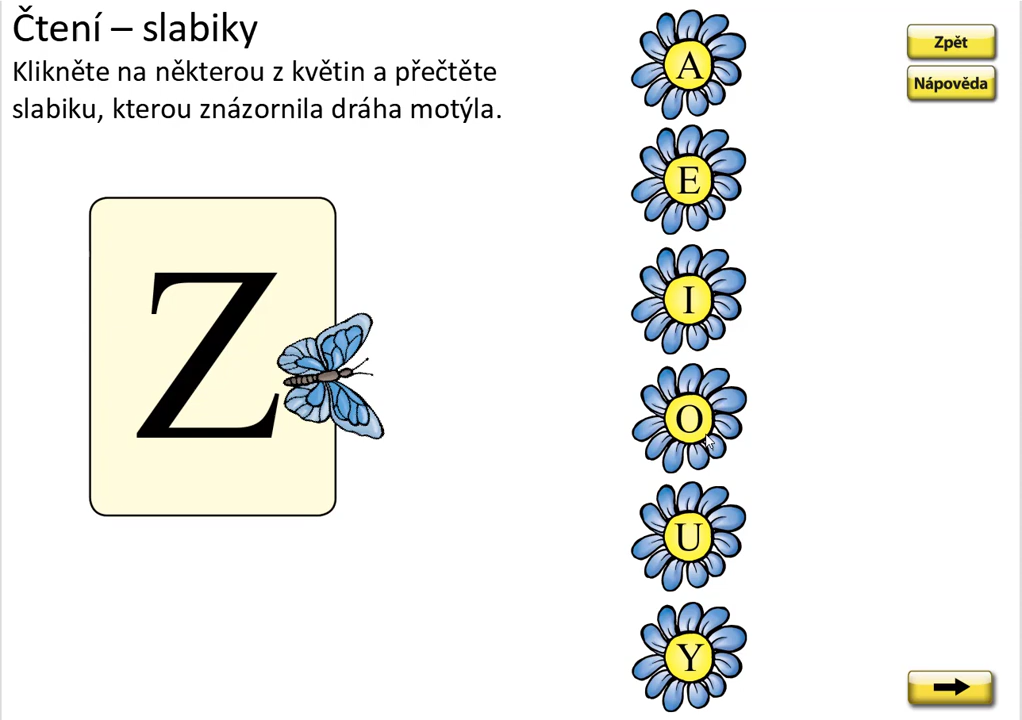 Čtení – slabiky
Klikněte na některou z květin a přečtěte
slabiku, kterou znázornila dráha motýla.
Zpět
Nápověda
Z
A
E
I
O
U
Y